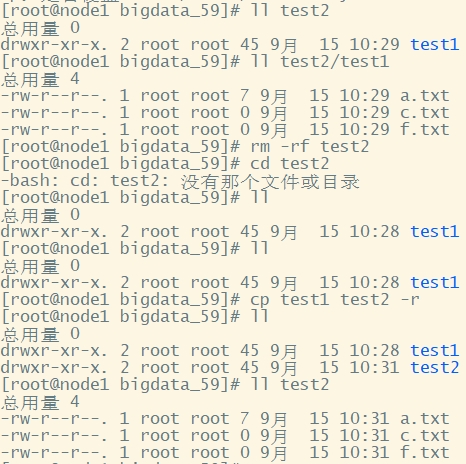 [root@node1 bigdata_59]# ll test2
总用量 0
drwxr-xr-x. 2 root root 45 9月  15 10:29 test1
[root@node1 bigdata_59]# ll test2/test1
总用量 4
-rw-r--r--. 1 root root 7 9月  15 10:29 a.txt
-rw-r--r--. 1 root root 0 9月  15 10:29 c.txt
-rw-r--r--. 1 root root 0 9月  15 10:29 f.txt
[root@node1 bigdata_59]# rm -rf test2
[root@node1 bigdata_59]# cd test2
-bash: cd: test2: 没有那个文件或目录
[root@node1 bigdata_59]# ll
总用量 0
drwxr-xr-x. 2 root root 45 9月  15 10:28 test1
[root@node1 bigdata_59]# ll
总用量 0
drwxr-xr-x. 2 root root 45 9月  15 10:28 test1
[root@node1 bigdata_59]# cp test1 test2 -r
[root@node1 bigdata_59]# ll
总用量 0
drwxr-xr-x. 2 root root 45 9月  15 10:28 test1
drwxr-xr-x. 2 root root 45 9月  15 10:31 test2
[root@node1 bigdata_59]# ll test2
总用量 4
-rw-r--r--. 1 root root 7 9月  15 10:31 a.txt
-rw-r--r--. 1 root root 0 9月  15 10:31 c.txt
-rw-r--r--. 1 root root 0 9月  15 10:31 f.txt